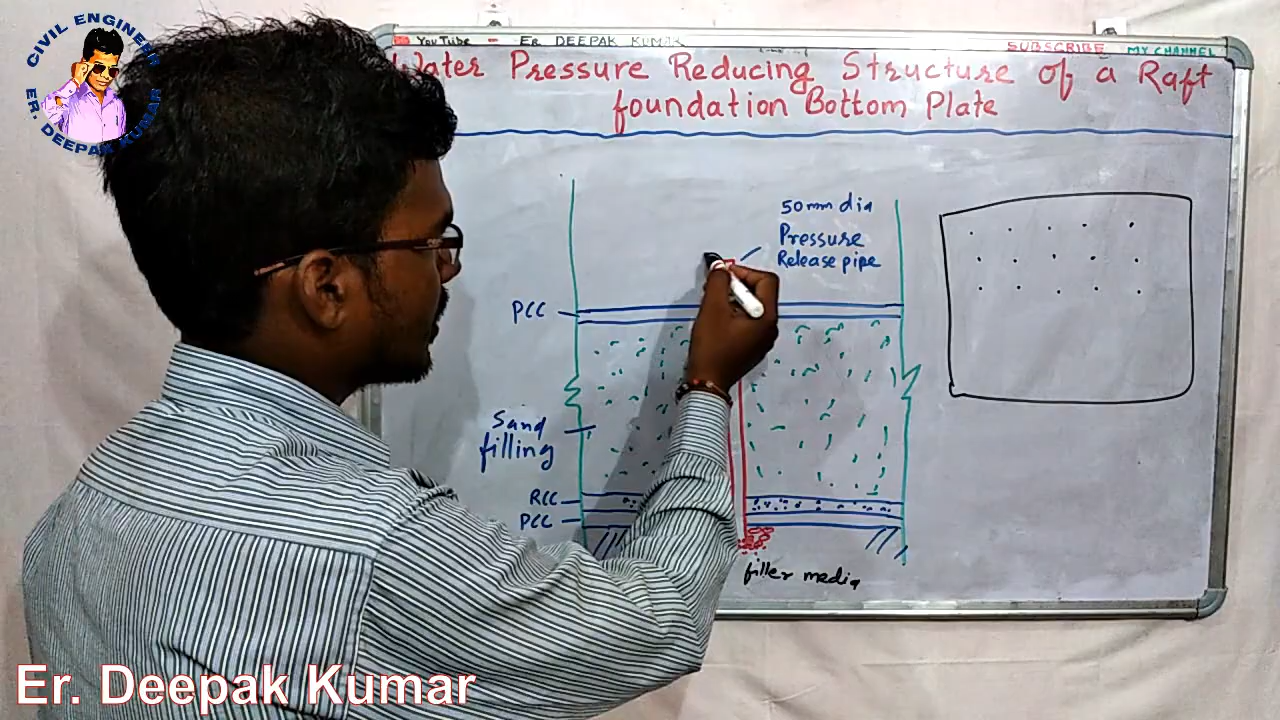 CIVIL ENGINEER
ER. DEEPAK KUMAR
YouTube - Er DEEPAK KUMAR
SUBSCRIBE MY CHANNEL
Water Pressure Reducing Structure of a Raft
foundation Bottom Plate
50mm dia
Pressure
Release pipe
PCC
Sand
filling
RCC
PCC
filler media
Er. Deepak Kumar